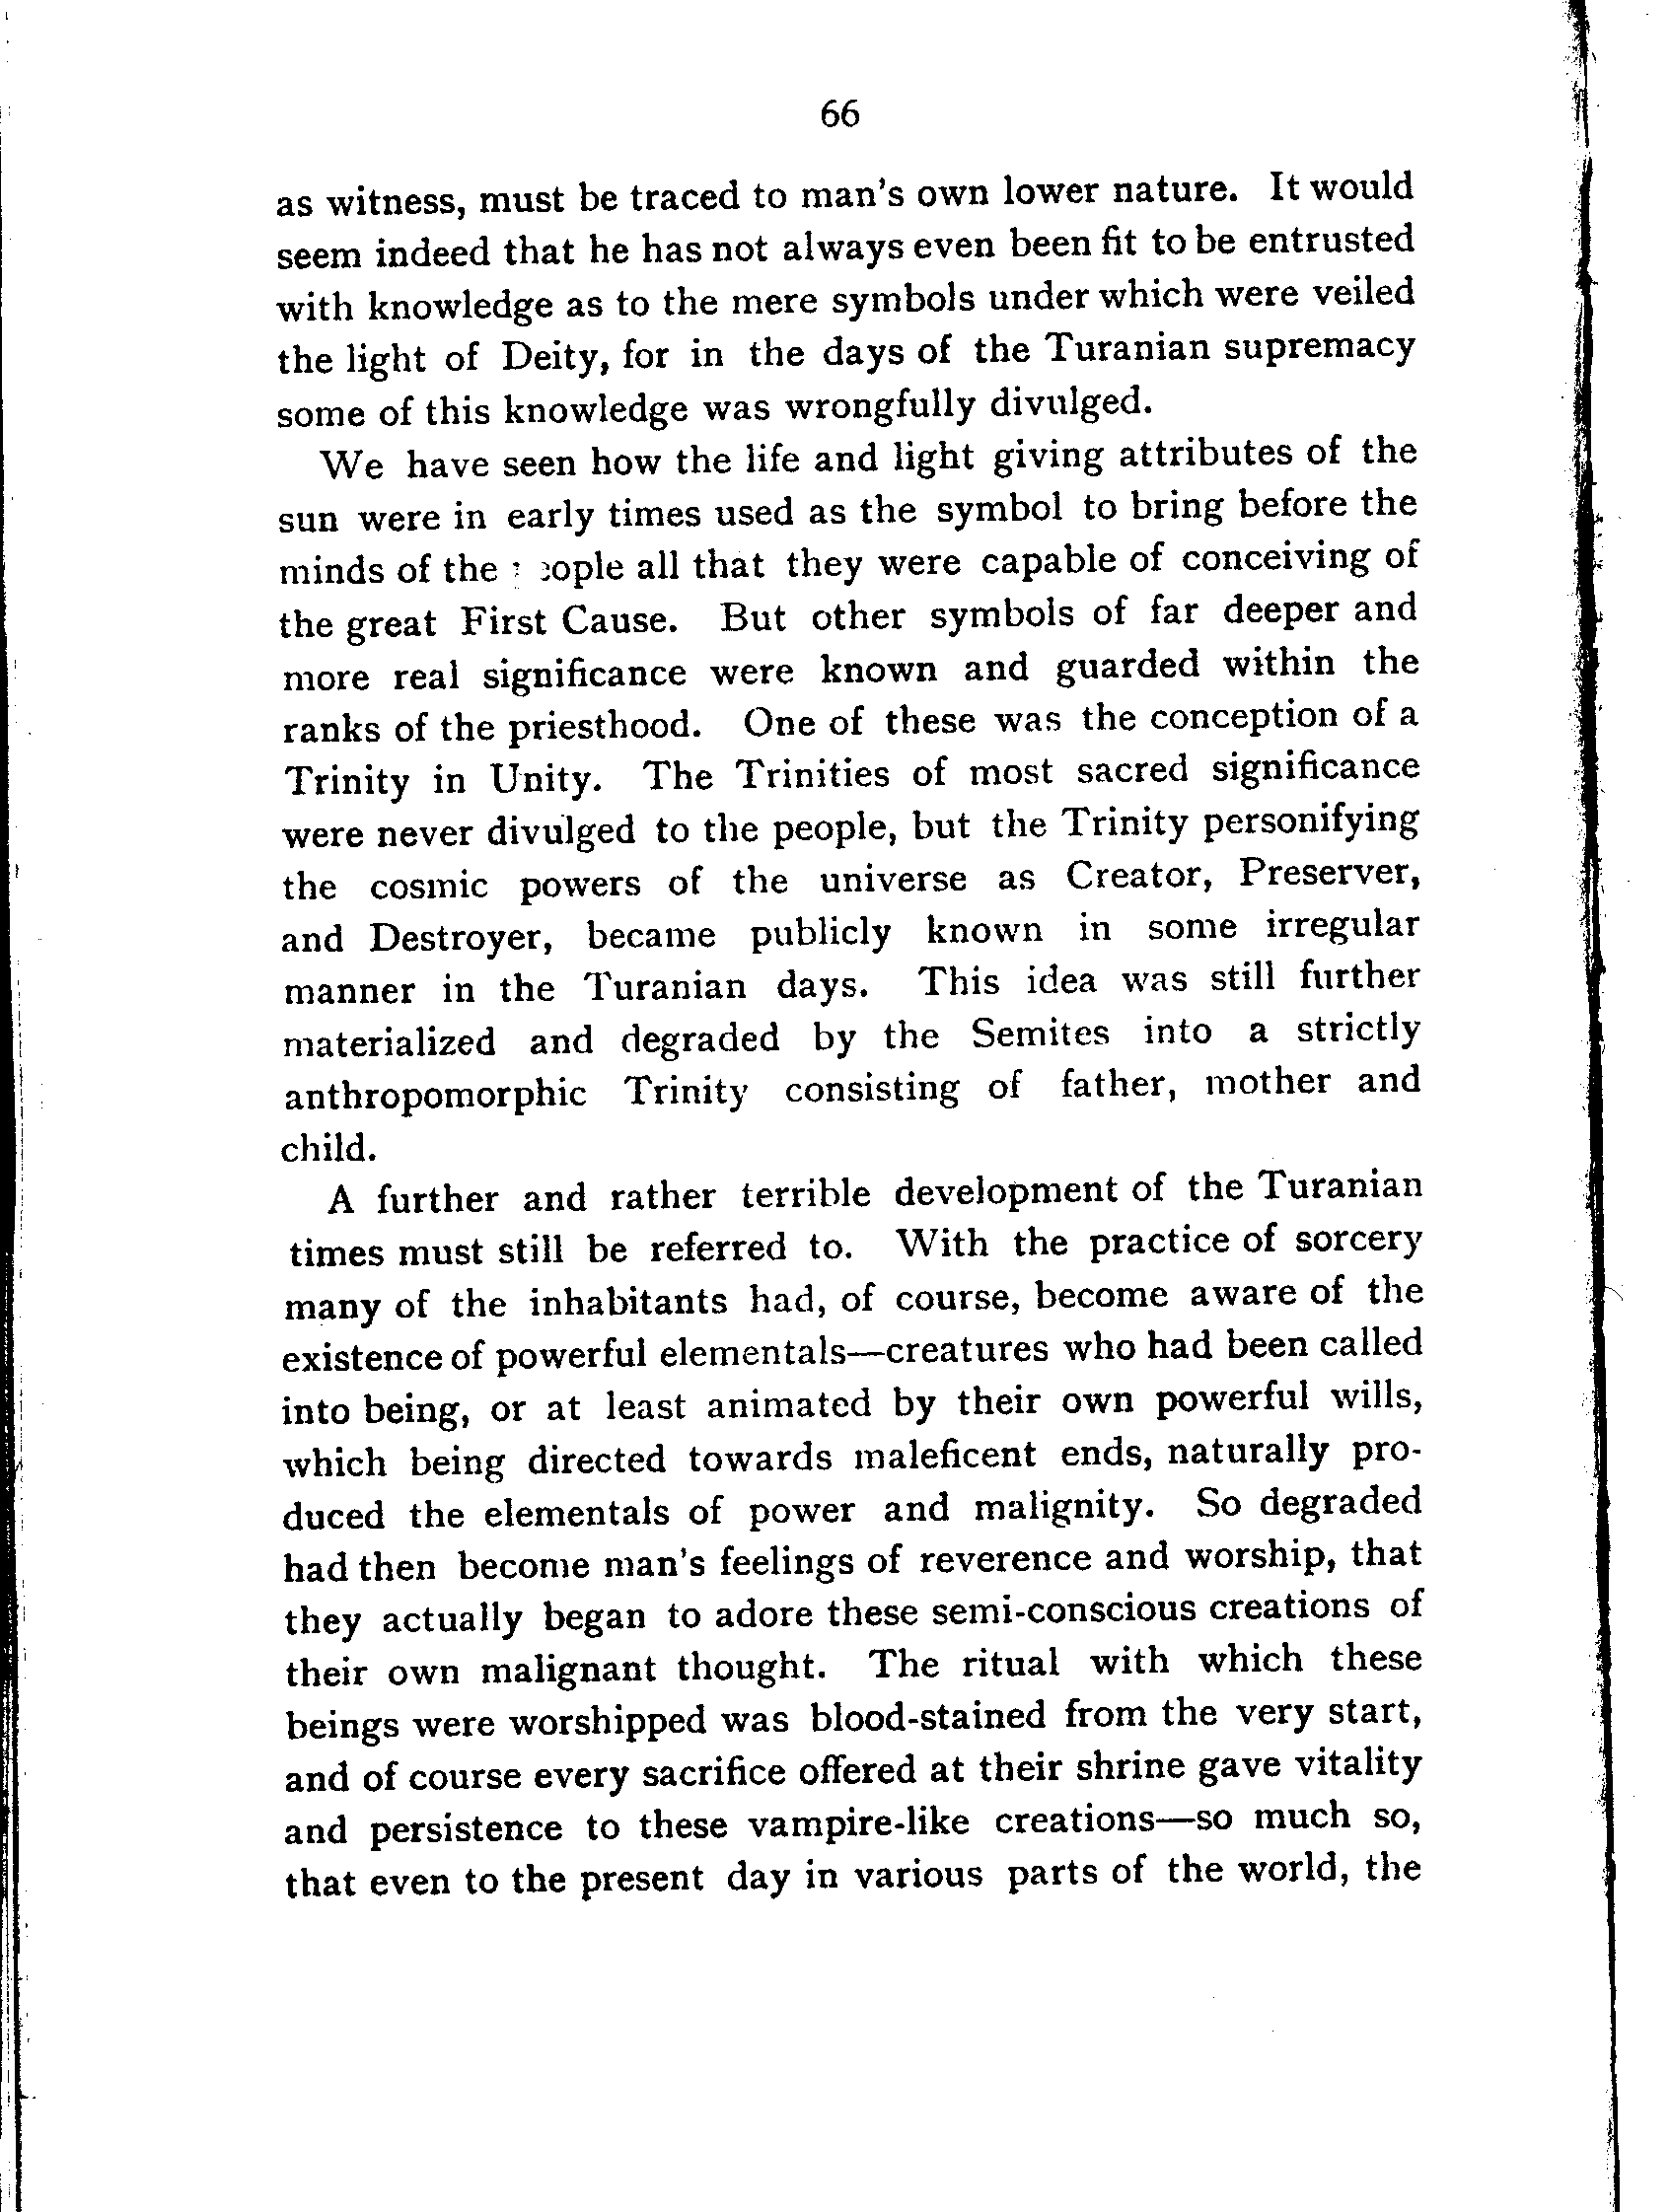 66
as witness, must be traced to man's own lower nature. It would
seem indeed that he has not always even been fit to be entrusted
with knowledge as to the mere symbols under which were veiled
the light of Deity, for in the days of the Turanian supremacy
some of this knowledge was wrongfully divulged.
We have seen how the life and light giving attributes of the
sun were in early times used as the symbol to bring before the
minds of the people all that they were capable of conceiving of
the great First Cause. But other symbols of far deeper and
more real significance were known and guarded within the
ranks of the priesthood. One of these was the conception of a
Trinity in Unity. The Trinities of most sacred significance
were never divulged to the people, but the Trinity personifying
the cosmic powers of the universe as Creator, Preserver,
and Destroyer, became publicly known in some irregular
manner in the Turanian days. This idea was still further
materialized and degraded by the Semites into a strictly
anthropomorphic Trinity consisting of father, mother and
child.
A further and rather terrible development of the Turanian
times must still be referred to. With the practice of sorcery
many of the inhabitants had, of course, become aware of the
existence of powerful elementals—creatures who had been called
into being, or at least animated by their own powerful wills,
which being directed towards maleficent ends, naturally pro-
duced the elementals of power and malignity. So degraded
had then become man's feelings of reverence and worship, that
they actually began to adore these semi-conscious creations of
their own malignant thought. The ritual with which these
beings were worshipped was blood-stained from the very start,
and of course every sacrifice offered at their shrine gave vitality
and persistence to these vampire-like creations—so much so,
that even to the present day in various parts of the world, the